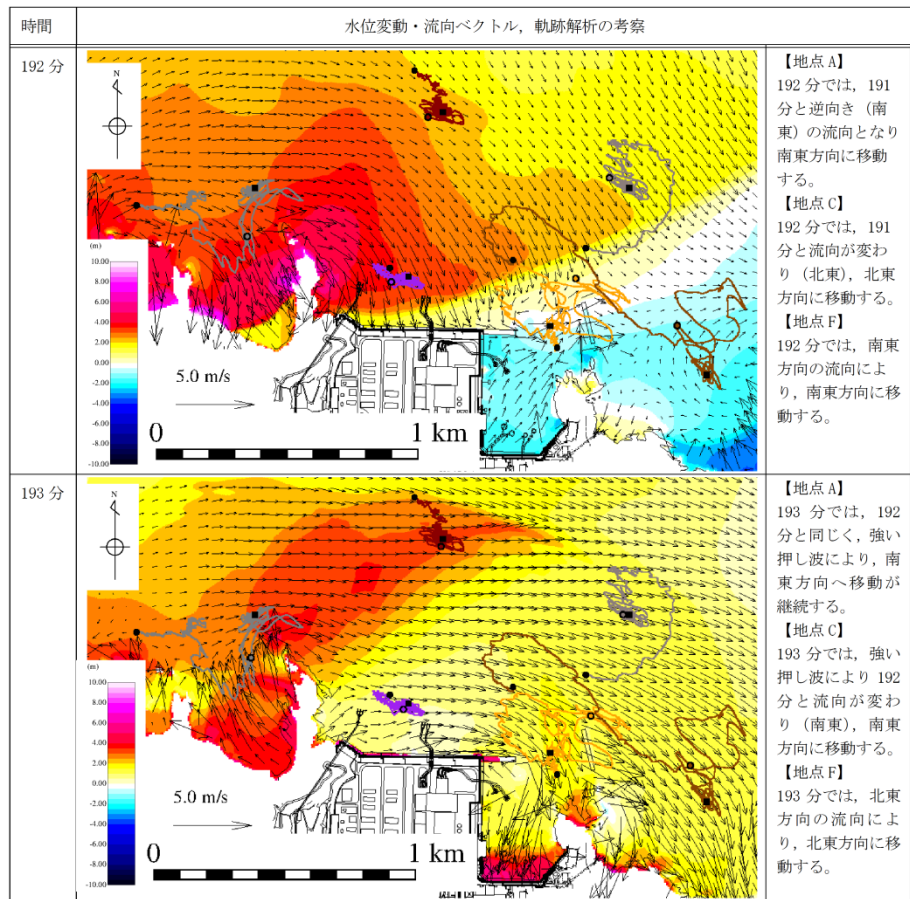 時間
水位変動・流向ベクトル，軌跡解析の考察
192 分
N
(m)
10.00
8.00
6.00
4.00
2.00
0.00
-2.00
-4.00
-6.00
-8.00
-10.00
5.0 m/s
0
1 km
【地点 A】
192 分では，191
分と逆向き（南
東）の流向となり
南東方向に移動
する。
【地点 C】
192 分では，191
分と流向が変わ
り（北東），北東
方向に移動する。
【地点 F】
192 分では，南東
方向の流向によ
り，南東方向に移
動する。
193 分
N
(m)
10.00
8.00
6.00
4.00
2.00
0.00
-2.00
-4.00
-6.00
-8.00
-10.00
5.0 m/s
0
1 km
【地点 A】
193 分では，192
分と同じく，強い
押し波により，南
東方向へ移動が
継続する。
【地点 C】
193 分では，強い
押し波により 192
分と流向が変わ
り（南東），南東
方向に移動する。
【地点 F】
193 分では，北東
方向の流向によ
り，北東方向に移
動する。